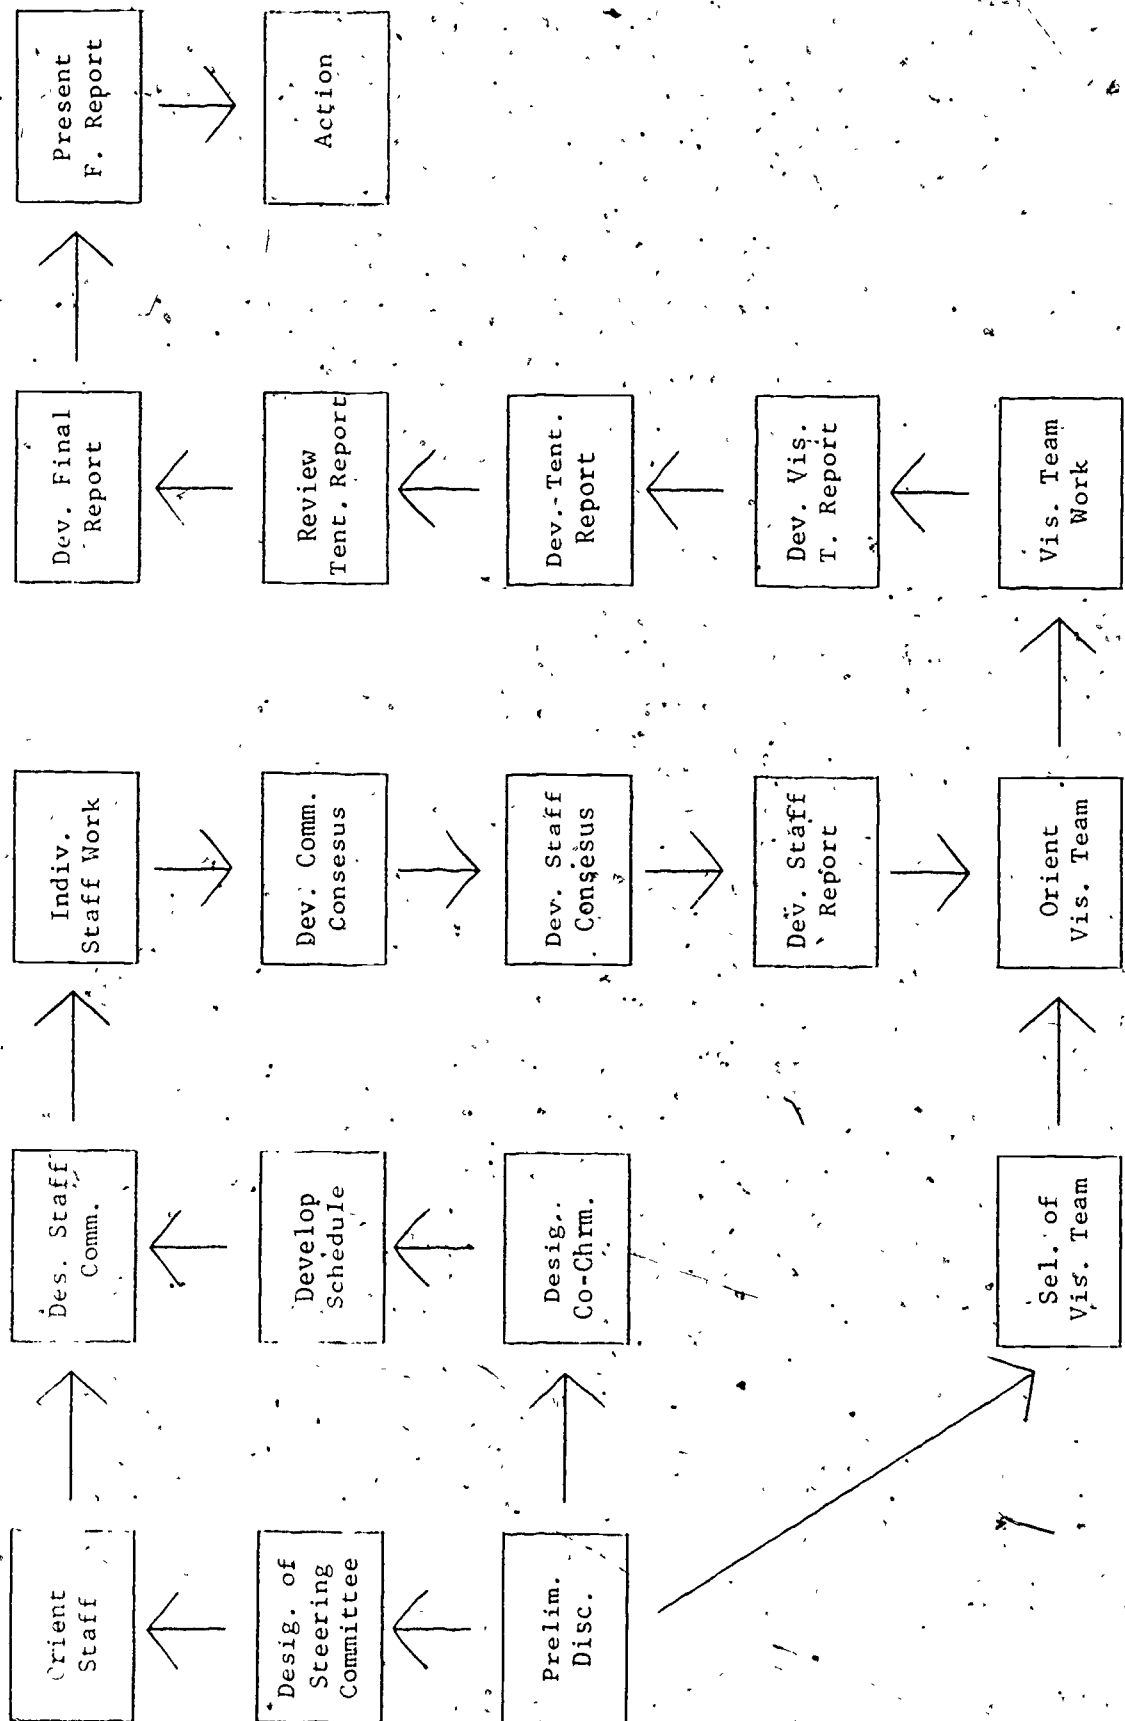 Orient
Staff
Des. Staff
Comm.
Indiv.
Staff Work
Dev. Final
Report
Present
F. Report
Desig. of
Steering
Committee
Develop
Schedule
Dev. Comm.
Consesus
Review
Tent. Report
Action
Prelim.
Disc.
Desig.
Co-Chrm.
Dev. Staff
Consesus
Dev. Tent.
Report
Dev. Staff
Report
Dev. Vis.
T. Report
Sel. of
Vis. Team
Orient
Vis. Team
Vis. Team
Work